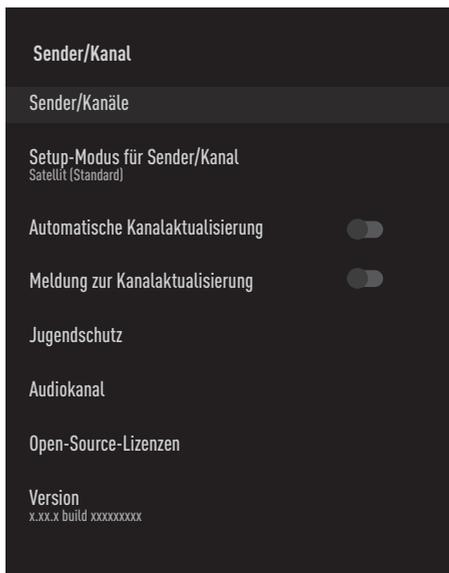 Sender/Kanal
Sender/Kanäle
Setup-Modus für Sender/Kanal
Satellit (Standard)
Automatische Kanalaktualisierung
Meldung zur Kanalaktualisierung
Jugendschutz
Audiokanal
Open-Source-Lizenzen
Version
x.xx.x build xxxxxxxxx